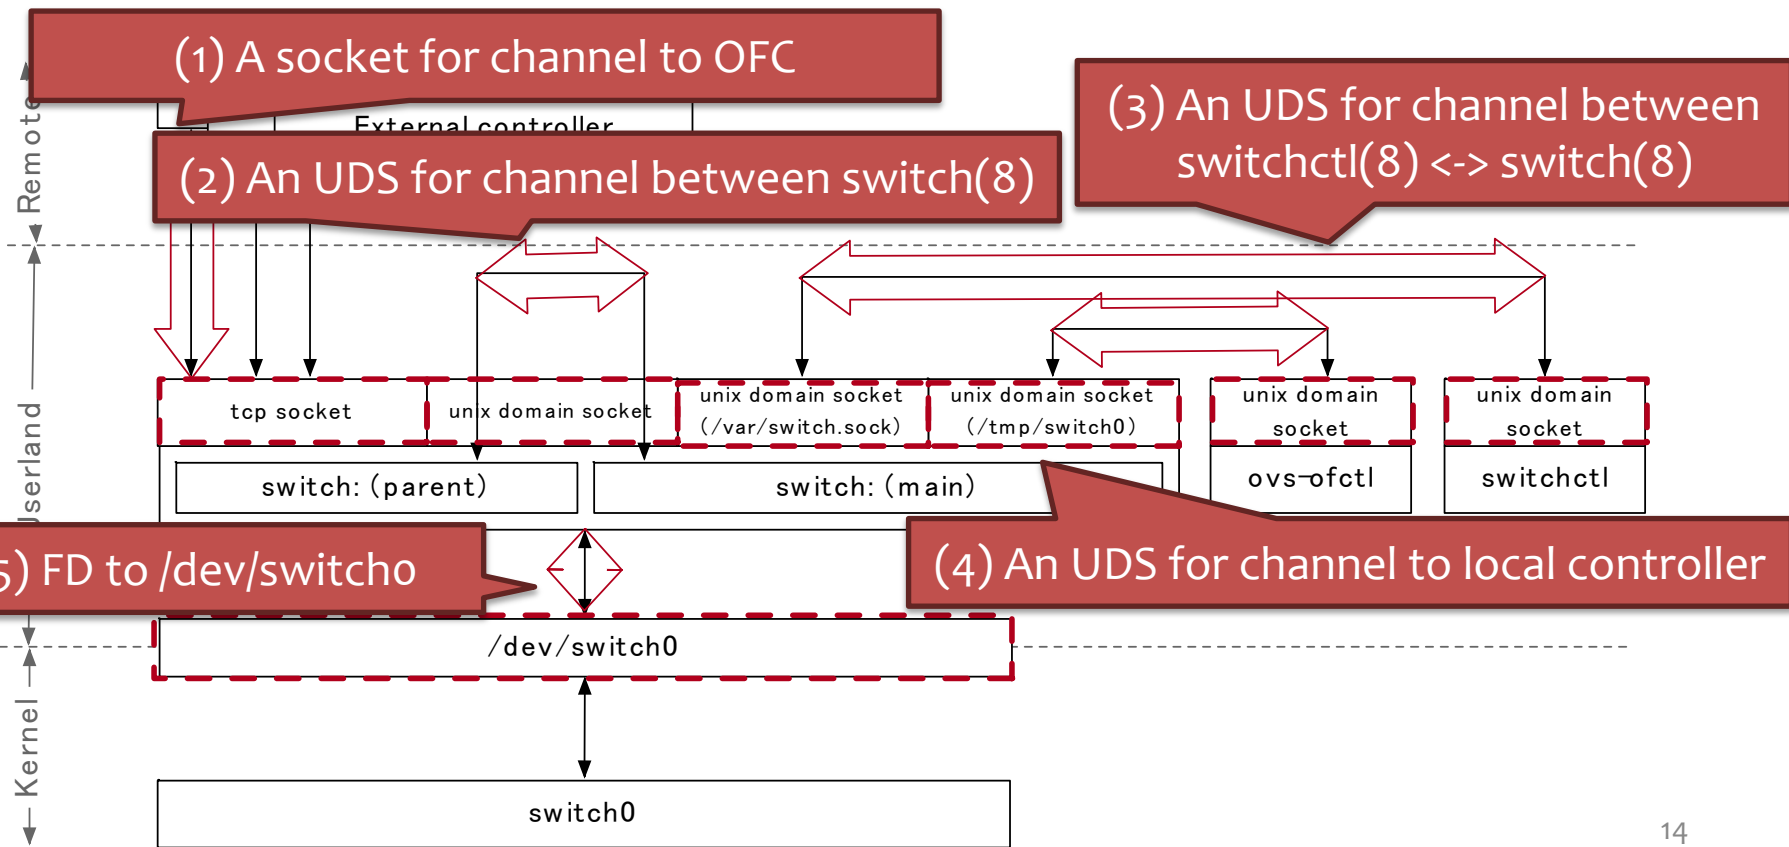 (1) A socket for channel to OFC
External controller
(2) An UDS for channel between switch(8)
(3) An UDS for channel between
switchctl(8) <-> switch(8)
Remote
tcp socket
unix domain socket
unix domain socket
(/var/switch.sock)
unix domain socket
(/tmp/switch0)
unix domain
socket
unix domain
socket
Userland
switch: (parent)
switch: (main)
ovs-ofctl
switchctl
5) FD to /dev/switch0
(4) An UDS for channel to local controller
/dev/switch0
Kernel
switch0
14